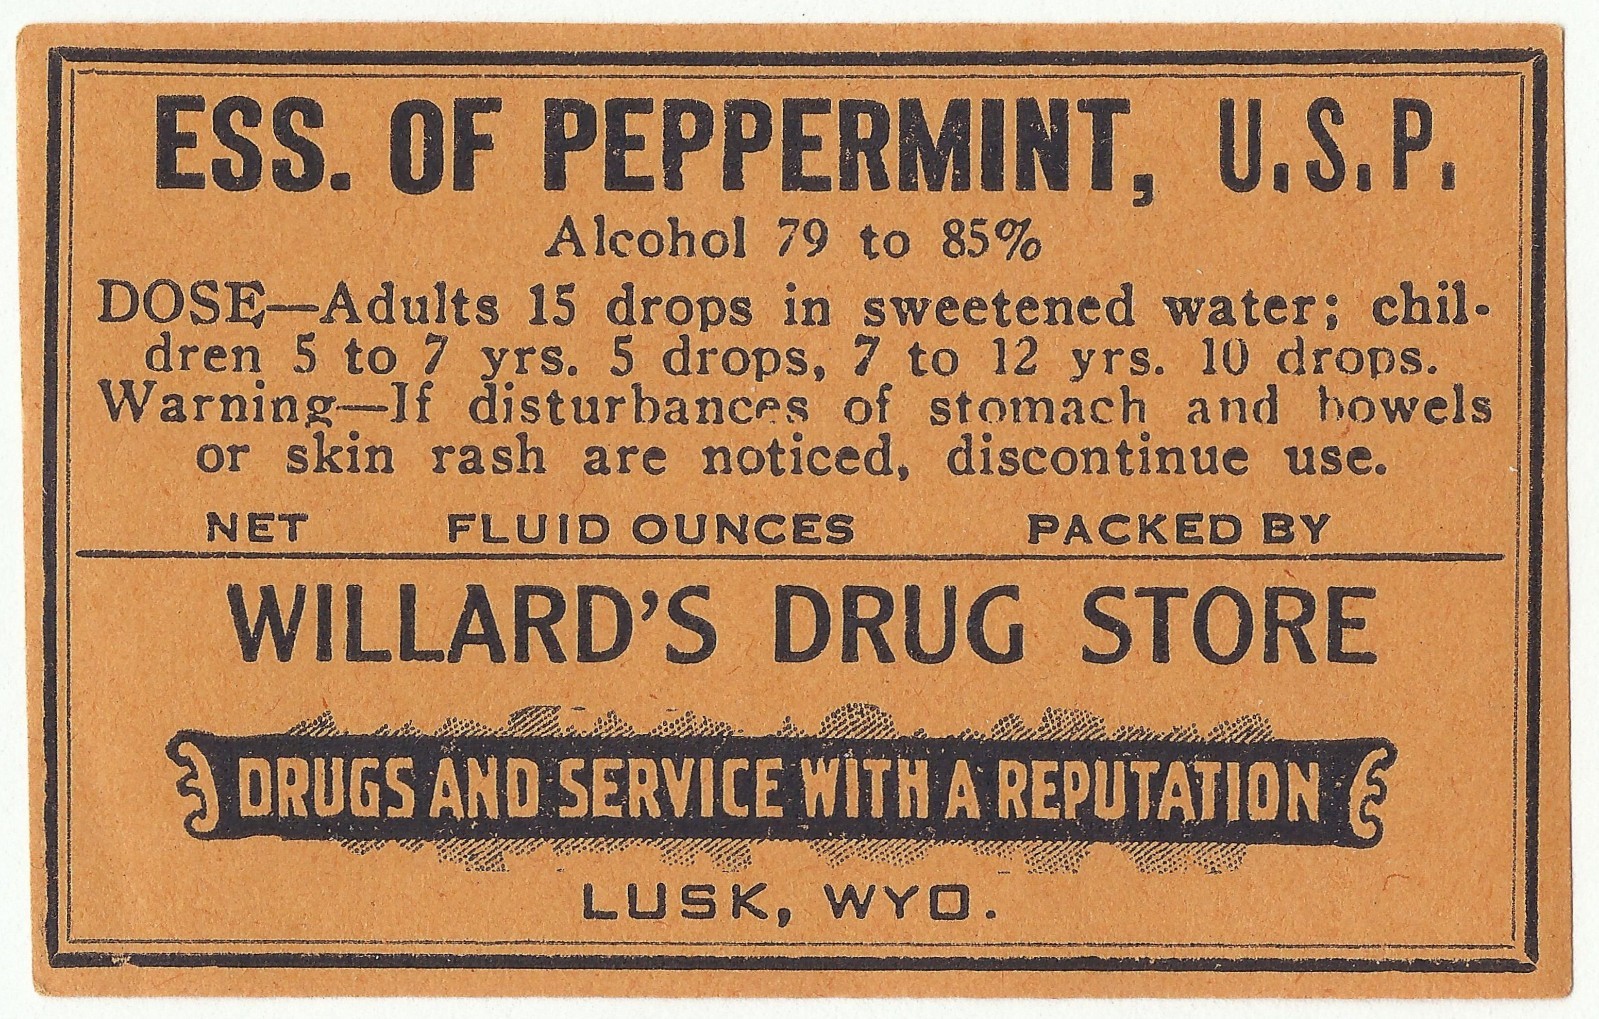 ESS. OF PEPPERMINT, U.S.P.
Alcohol 79 to 85%
DOSE—Adults 15 drops in sweetened water; chil-
dren 5 to 7 yrs. 5 drops, 7 to 12 yrs. 10 drops.
Warning—If disturbances of stomach and bowels
or skin rash are noticed, discontinue use.
NET FLUID OUNCES PACKED BY
WILLARD'S DRUG STORE
DRUGS AND SERVICE WITH A REPUTATION
LUSK, WYO.